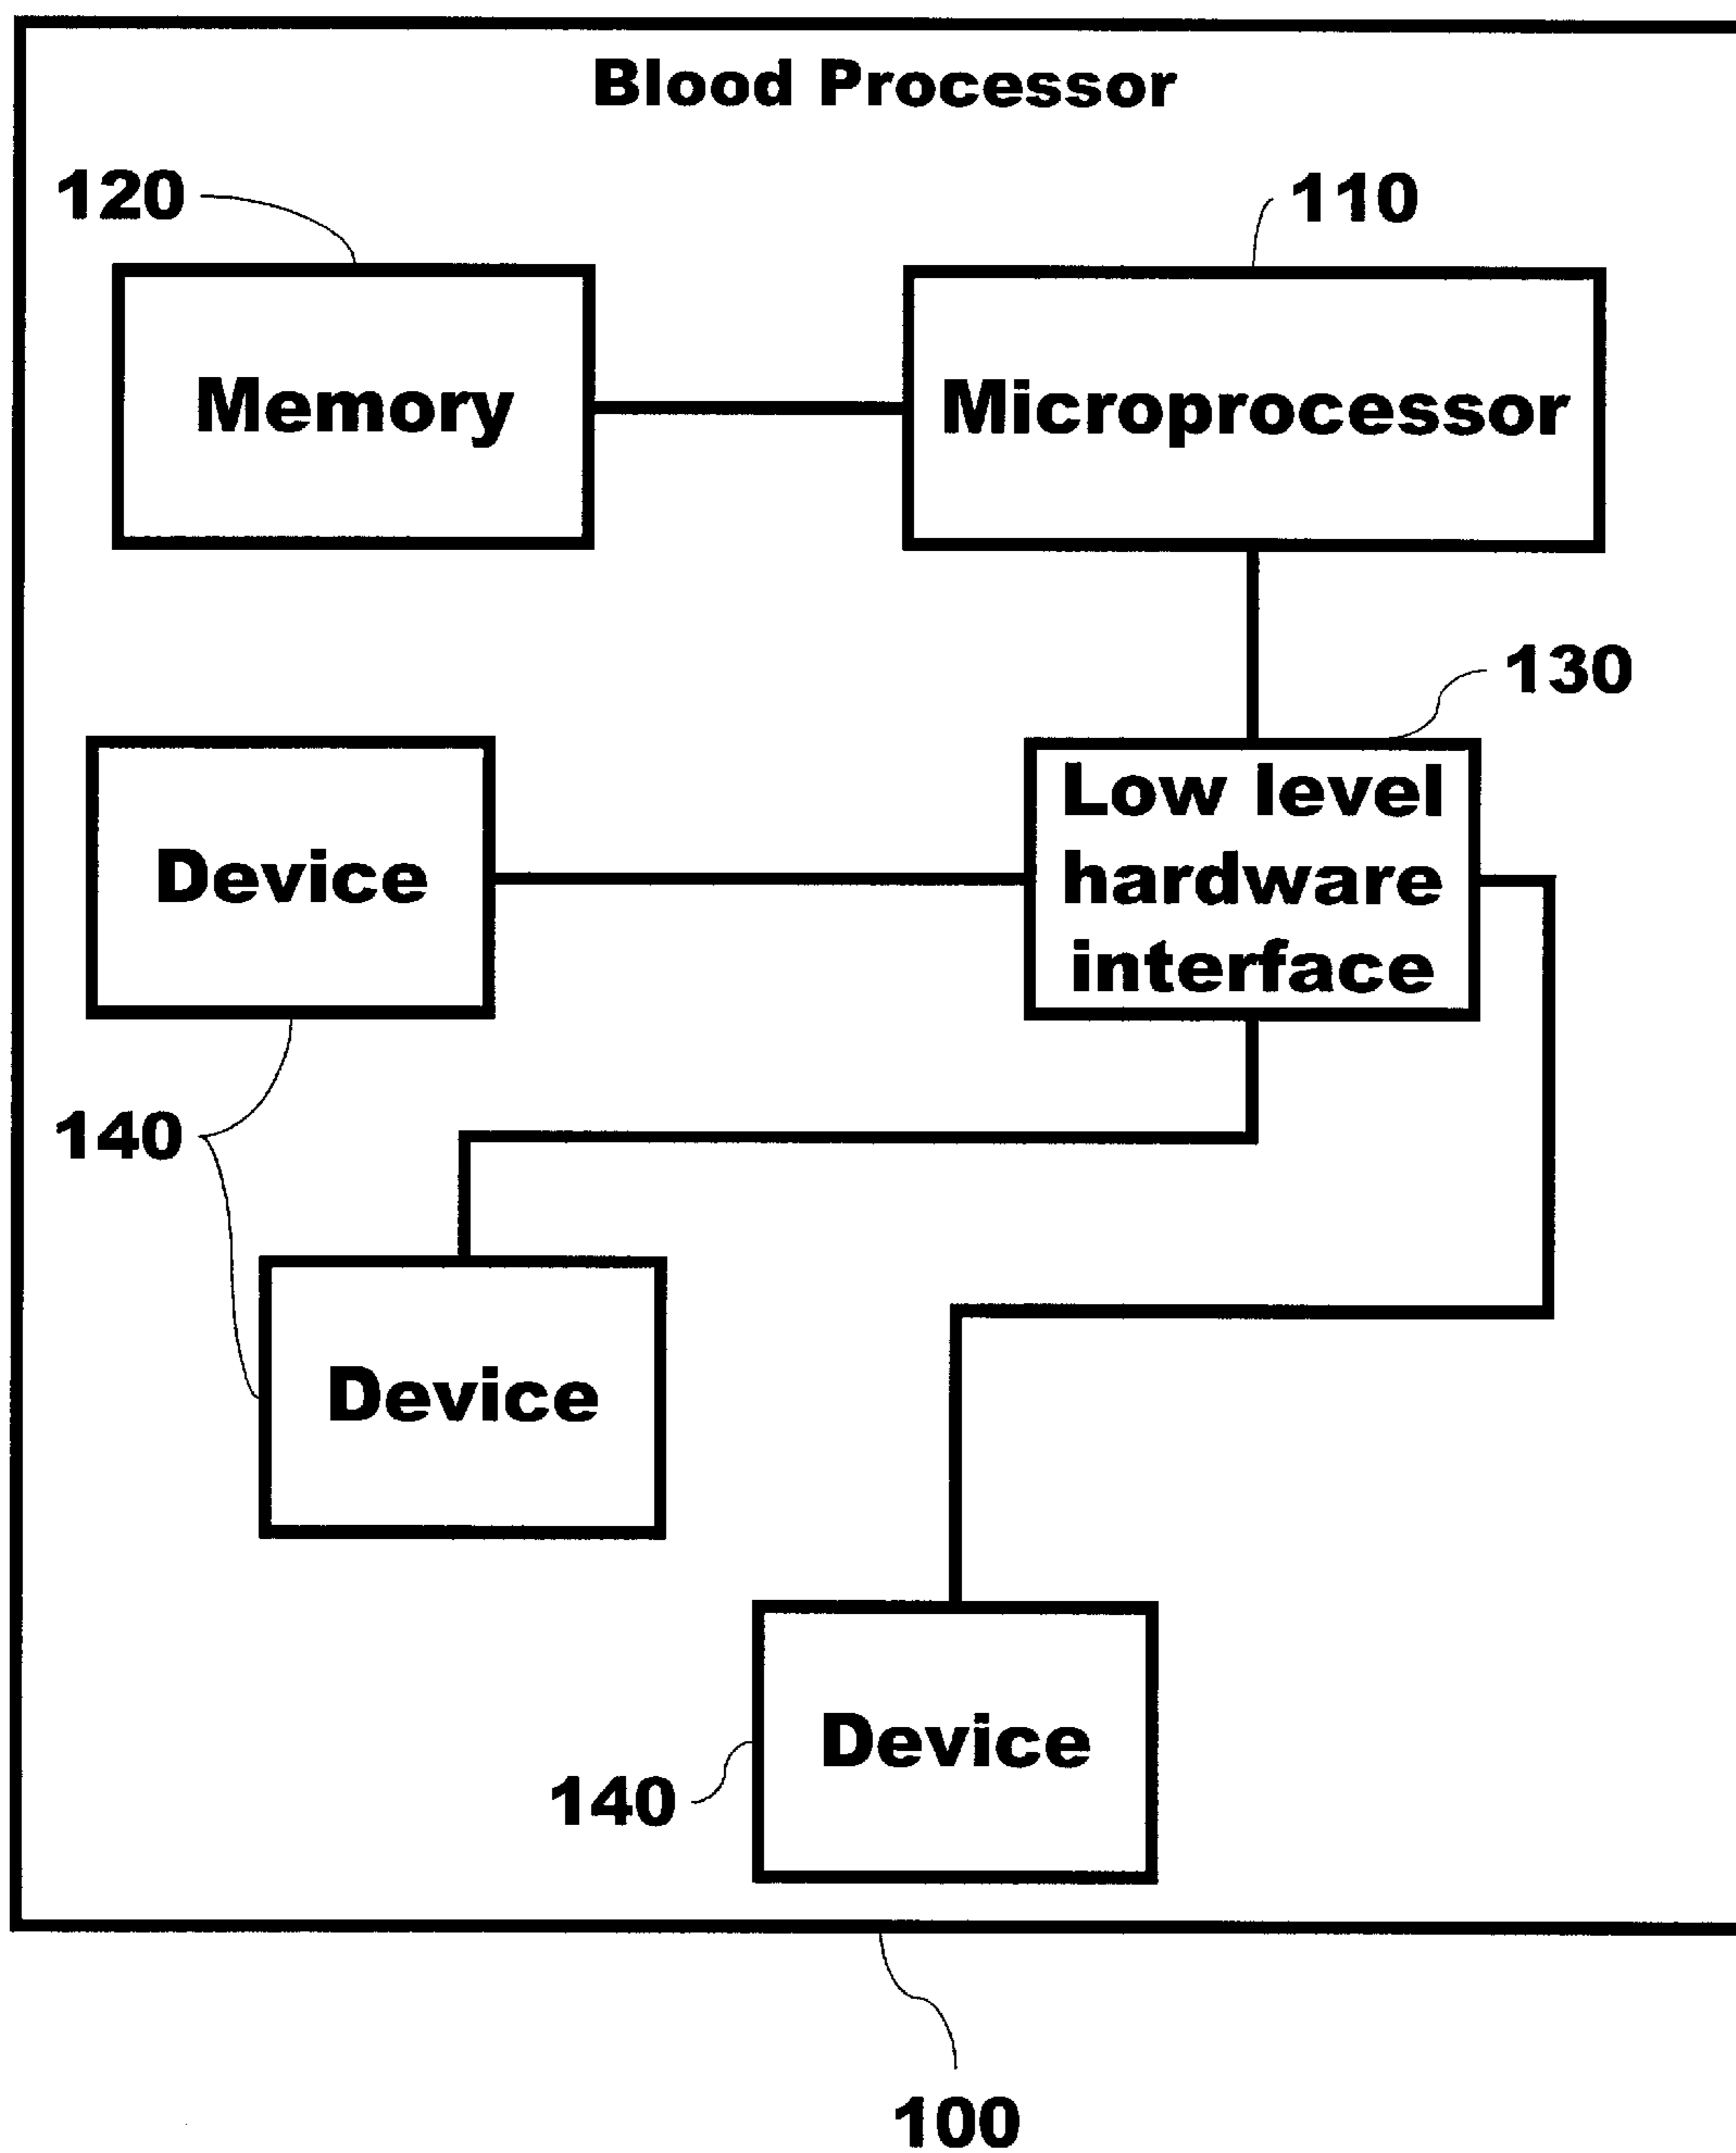 Blood Processor
120
110
Memory
Microprocessor
130
Device
Low level
hardware
interface
140
Device
Device
140
100